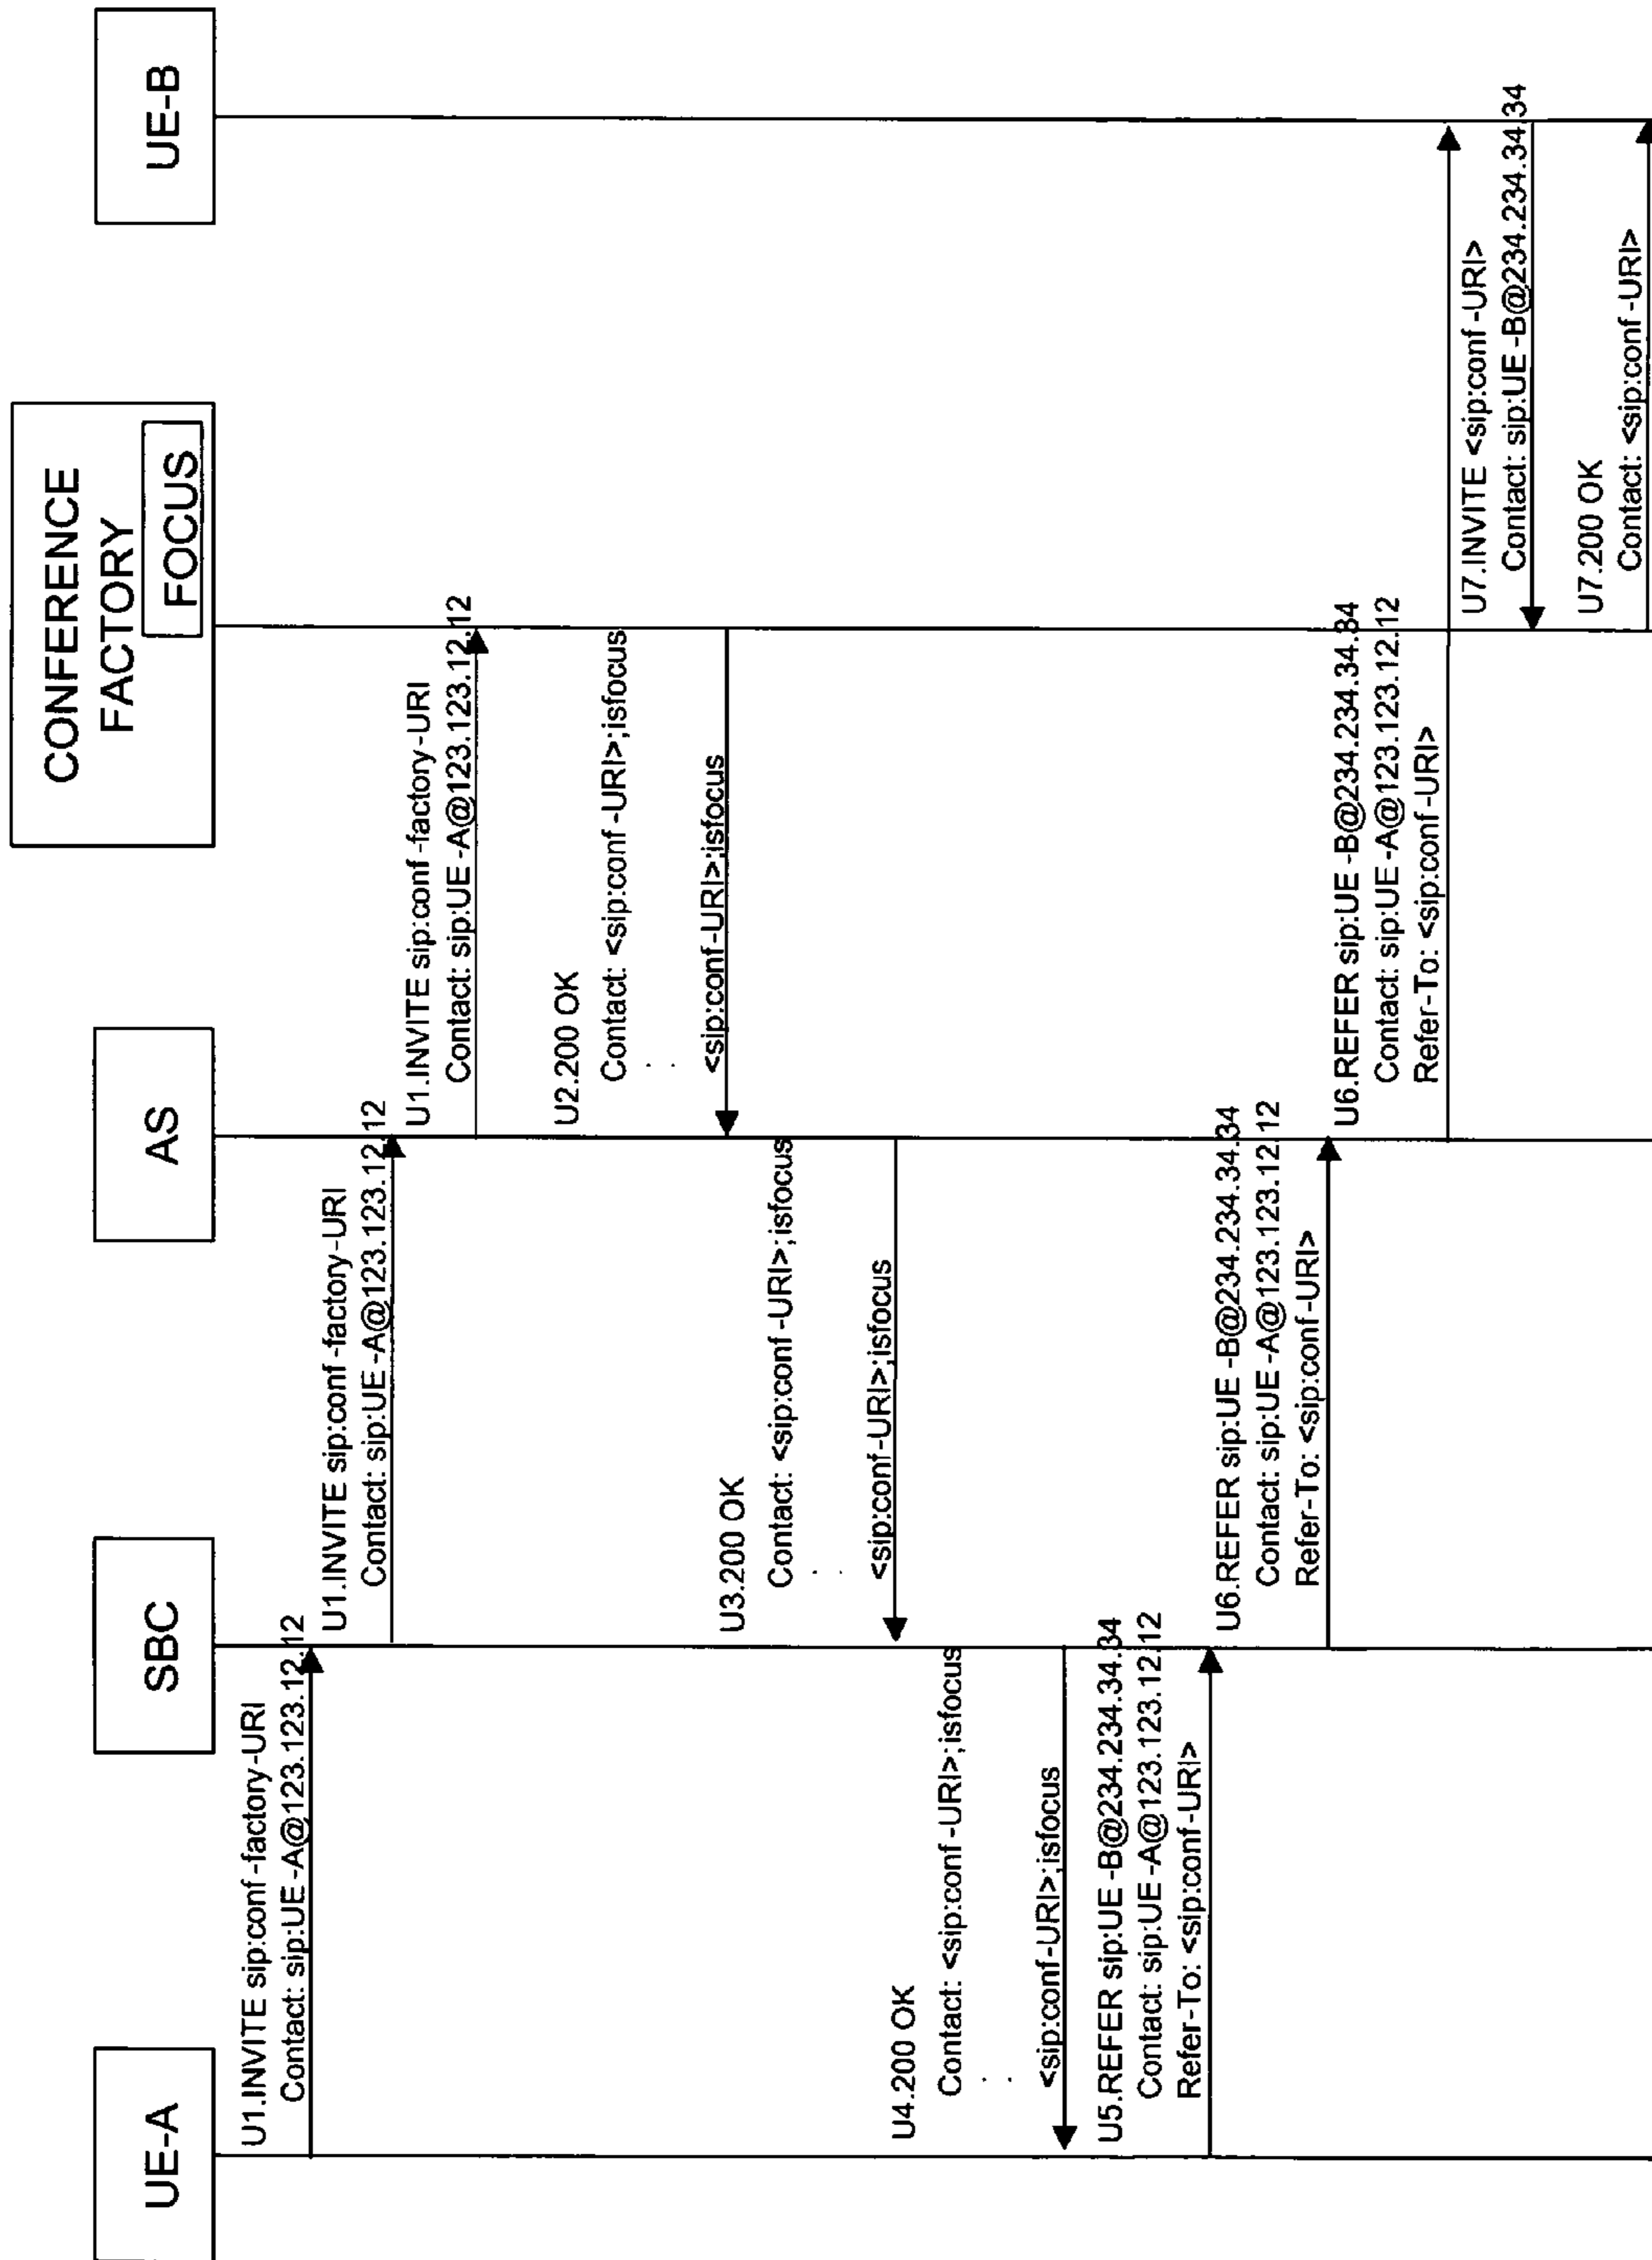 UE-A
SBC
AS
CONFERENCE
FACTORY
FOCUS
UE-B
U1.INVITE sip:conf-factory-URI
Contact: sip:UE-A@123.123.12.12
U1.INVITE sip:conf-factory-URI
Contact: sip:UE-A@123.123.12.12
U1.INVITE sip:conf-factory-URI
Contact: sip:UE-A@123.123.12.12
U2.200 OK
Contact: <sip:conf-URI>;isfocus
. .
<sip:conf-URI>;isfocus
U3.200 OK
Contact: <sip:conf-URI>;isfocus
. .
<sip:conf-URI>;isfocus
U4.200 OK
Contact: <sip:conf-URI>;isfocus
. .
<sip:conf-URI>;isfocus
U5.REFER sip:UE-B@234.234.34.34
Contact: sip:UE-A@123.123.12.12
Refer-To: <sip:conf-URI>
U6.REFER sip:UE-B@234.234.34.34
Contact: sip:UE-A@123.123.12.12
Refer-To: <sip:conf-URI>
U6.REFER sip:UE-B@234.234.34.34
Contact: sip:UE-A@123.123.12.12
Refer-To: <sip:conf-URI>
U7.INVITE <sip:conf-URI>
Contact: sip:UE-B@234.234.34.34
U7.200 OK
Contact: <sip:conf-URI>